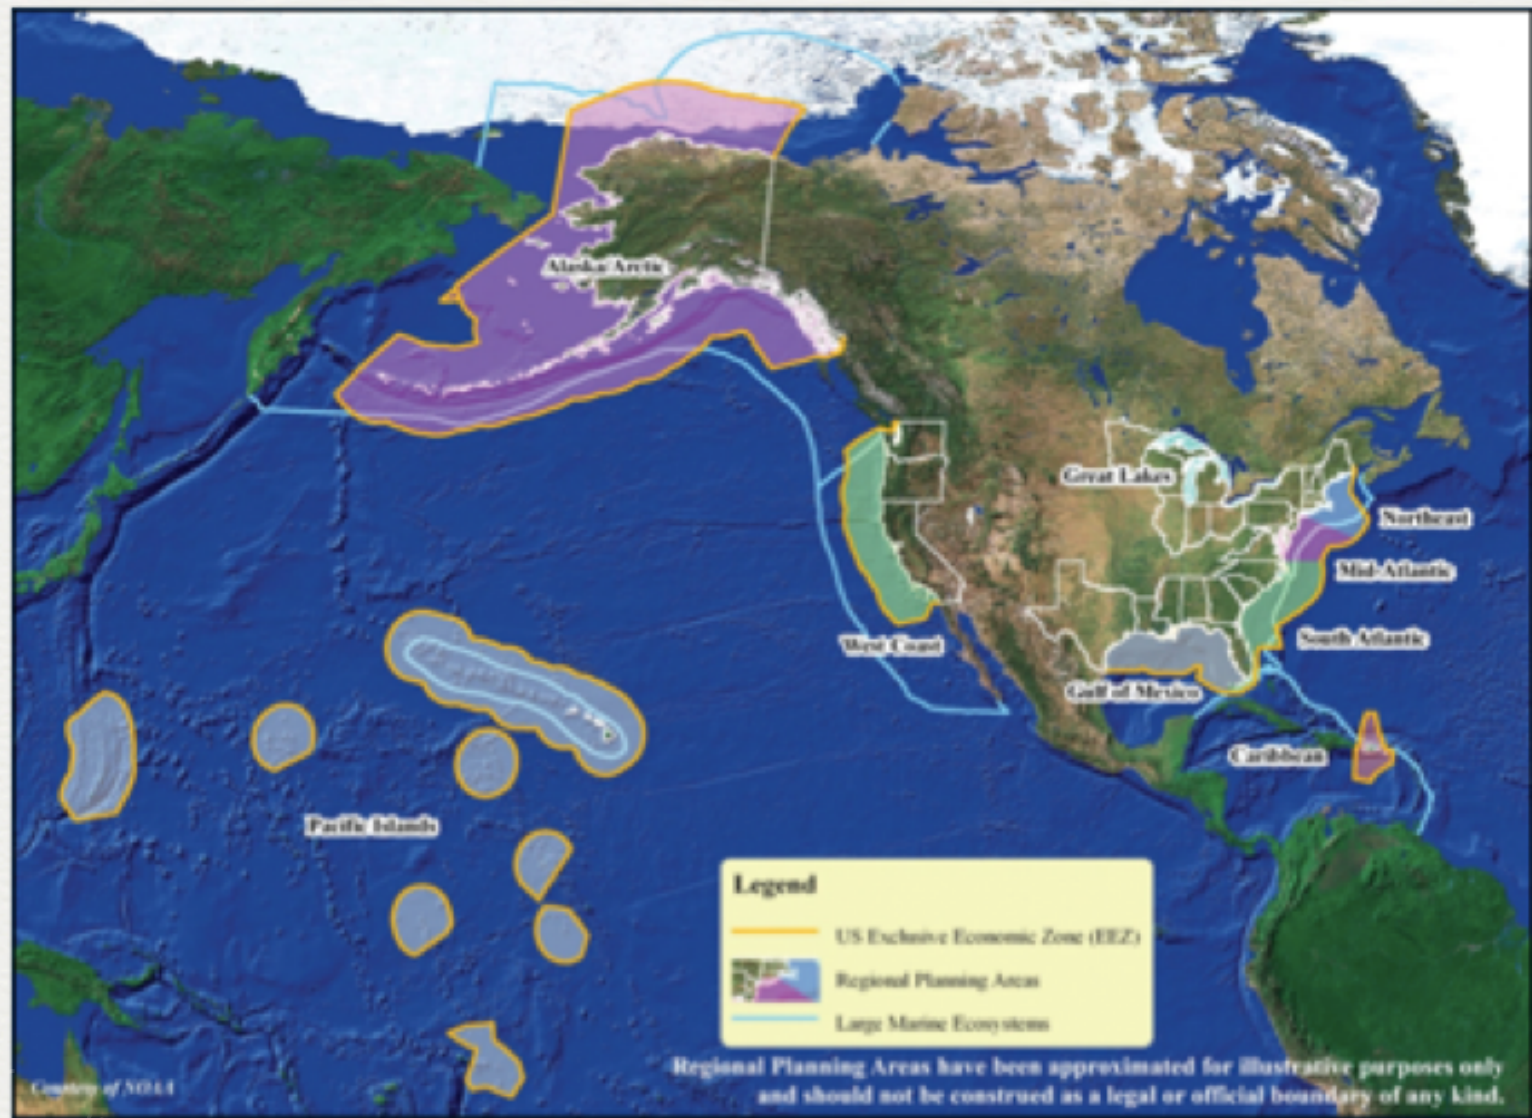 Alaska/Arctic
Great Lakes
Northeast
Mid-Atlantic
South Atlantic
West Coast
Gulf of Mexico
Caribbean
Pacific Islands
Legend
US Exclusive Economic Zone (EEZ)
Regional Planning Areas
Large Marine Ecosystems
Regional Planning Areas have been approximated for illustrative purposes only
and should not be construed as a legal or official boundary of any kind.
Courtesy of NOAA